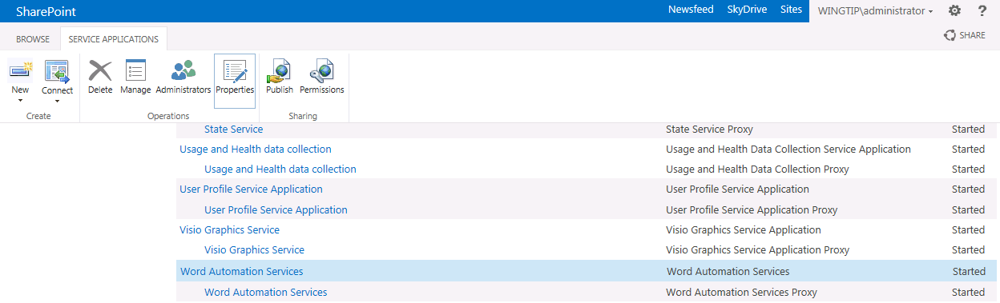 SharePoint Newsfeed SkyDrive Sites WINGTIP\administrator ?
BROWSE SERVICE APPLICATIONS SHARE
New Connect Delete Manage Administrators Properties Publish Permissions
Create Operations Sharing
State Service State Service Proxy Started
Usage and Health data collection Usage and Health Data Collection Service Application Started
Usage and Health data collection Usage and Health Data Collection Proxy Started
User Profile Service Application User Profile Service Application Started
User Profile Service Application User Profile Service Application Proxy Started
Visio Graphics Service Visio Graphics Service Application Started
Visio Graphics Service Visio Graphics Service Application Proxy Started
Word Automation Services Word Automation Services Started
Word Automation Services Word Automation Services Proxy Started